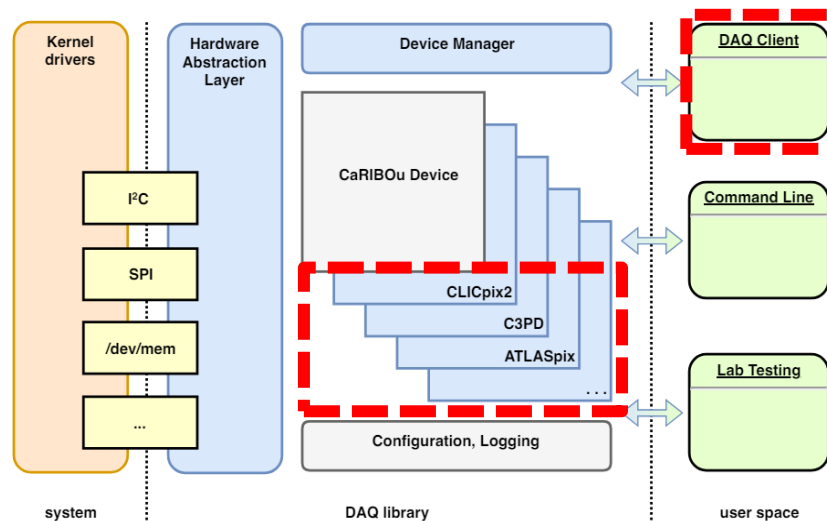 Kernel
drivers
Hardware
Abstraction
Layer
Device Manager
DAQ Client
CaRIBOu Device
I²C
Command Line
SPI
CLICpix2
C3PD
/dev/mem
ATLASpix
Lab Testing
...
...
Configuration, Logging
system
DAQ library
user space